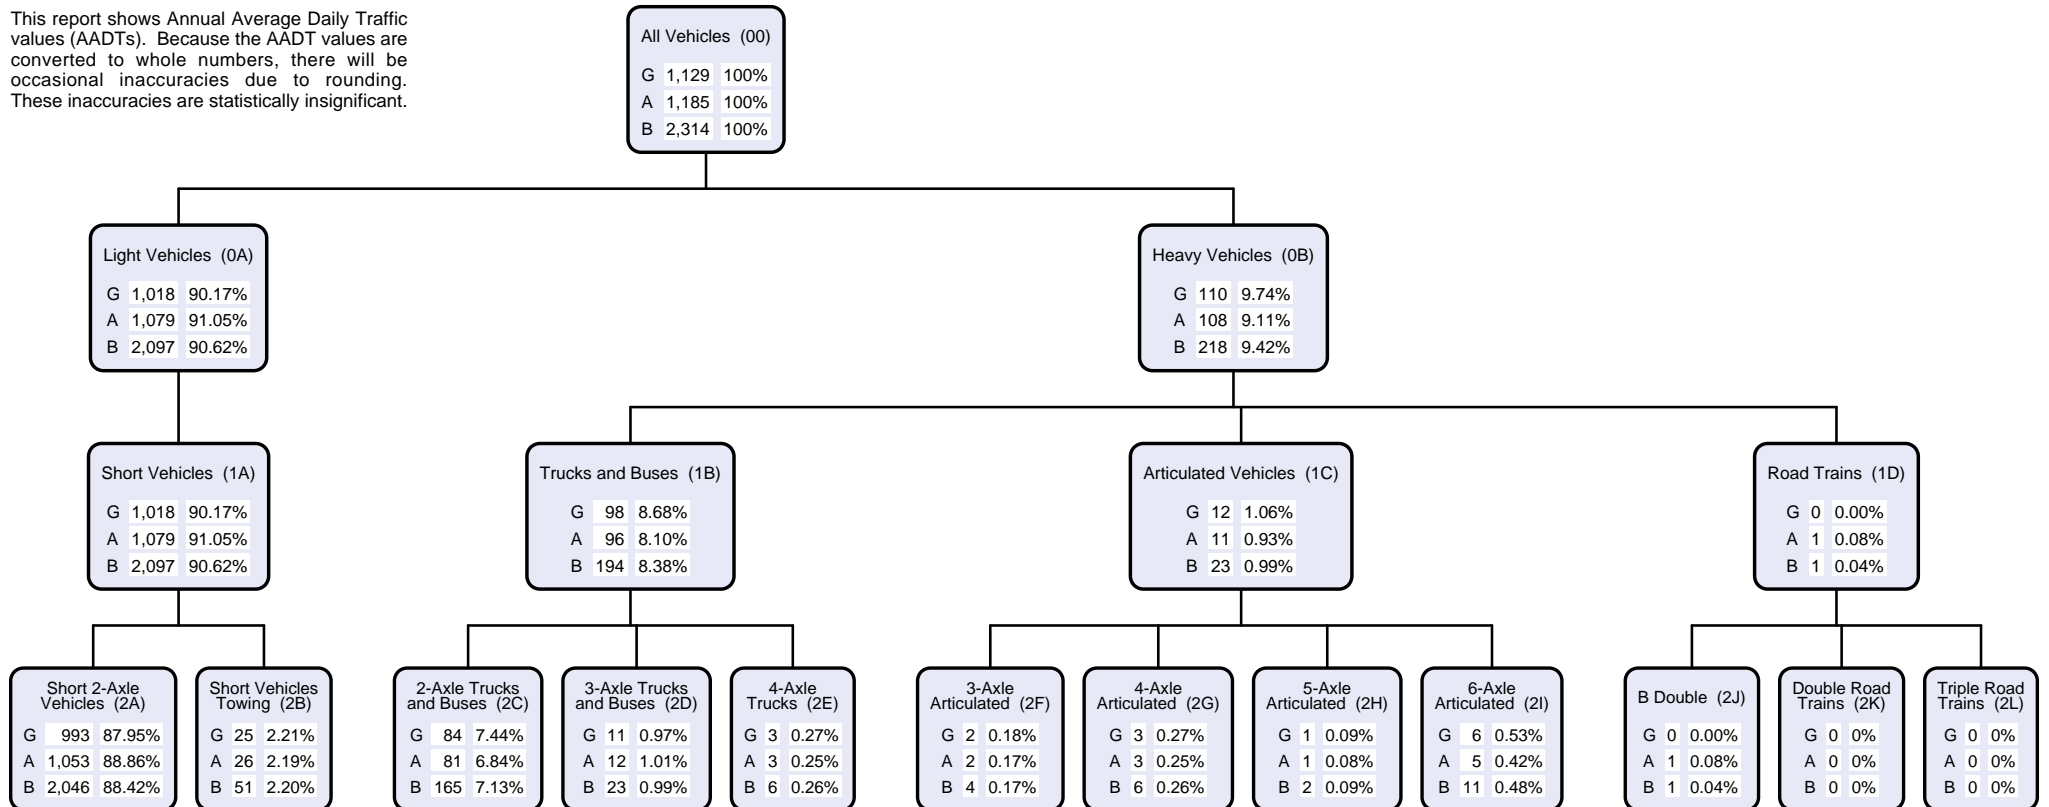 This report shows Annual Average Daily Traffic
values (AADTs). Because the AADT values are
converted to whole numbers, there will be
occasional inaccuracies due to rounding.
These inaccuracies are statistically insignificant.
All Vehicles (00)
G 1,129 100%
A 1,185 100%
B 2,314 100%
Light Vehicles (0A)
G 1,018 90.17%
A 1,079 91.05%
B 2,097 90.62%
Heavy Vehicles (0B)
G 110 9.74%
A 108 9.11%
B 218 9.42%
Short Vehicles (1A)
G 1,018 90.17%
A 1,079 91.05%
B 2,097 90.62%
Trucks and Buses (1B)
G 98 8.68%
A 96 8.10%
B 194 8.38%
Articulated Vehicles (1C)
G 12 1.06%
A 11 0.93%
B 23 0.99%
Road Trains (1D)
G 0 0.00%
A 1 0.08%
B 1 0.04%
Short 2-Axle
Vehicles (2A)
G 993 87.95%
A 1,053 88.86%
B 2,046 88.42%
Short Vehicles
Towing (2B)
G 25 2.21%
A 26 2.19%
B 51 2.20%
2-Axle Trucks
and Buses (2C)
G 84 7.44%
A 81 6.84%
B 165 7.13%
3-Axle Trucks
and Buses (2D)
G 11 0.97%
A 12 1.01%
B 23 0.99%
4-Axle
Trucks (2E)
G 3 0.27%
A 3 0.25%
B 6 0.26%
3-Axle
Articulated (2F)
G 2 0.18%
A 2 0.17%
B 4 0.17%
4-Axle
Articulated (2G)
G 3 0.27%
A 3 0.25%
B 6 0.26%
5-Axle
Articulated (2H)
G 1 0.09%
A 1 0.08%
B 2 0.09%
6-Axle
Articulated (2I)
G 6 0.53%
A 5 0.42%
B 11 0.48%
B Double (2J)
G 0 0.00%
A 1 0.08%
B 1 0.04%
Double Road
Trains (2K)
G 0 0%
A 0 0%
B 0 0%
Triple Road
Trains (2L)
G 0 0%
A 0 0%
B 0 0%